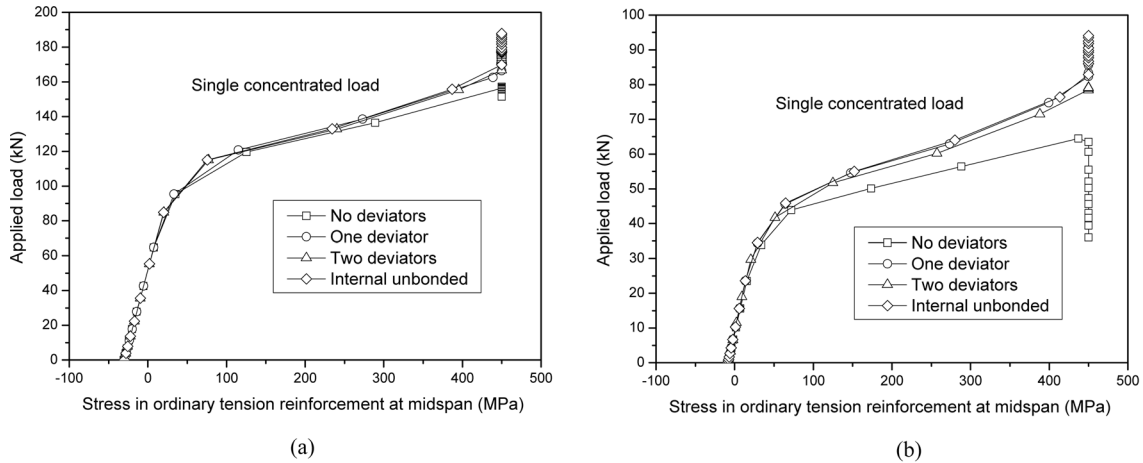 200
180
160
140
120
100
80
60
40
20
0
Applied load (kN)
Single concentrated load
No deviators
One deviator
Two deviators
Internal unbonded
-100 0 100 200 300 400 500
Stress in ordinary tension reinforcement at midspan (MPa)
(a)
100
90
80
70
60
50
40
30
20
10
0
Applied load (kN)
Single concentrated load
No deviators
One deviator
Two deviators
Internal unbonded
-100 0 100 200 300 400 500
Stress in ordinary tension reinforcement at midspan (MPa)
(b)